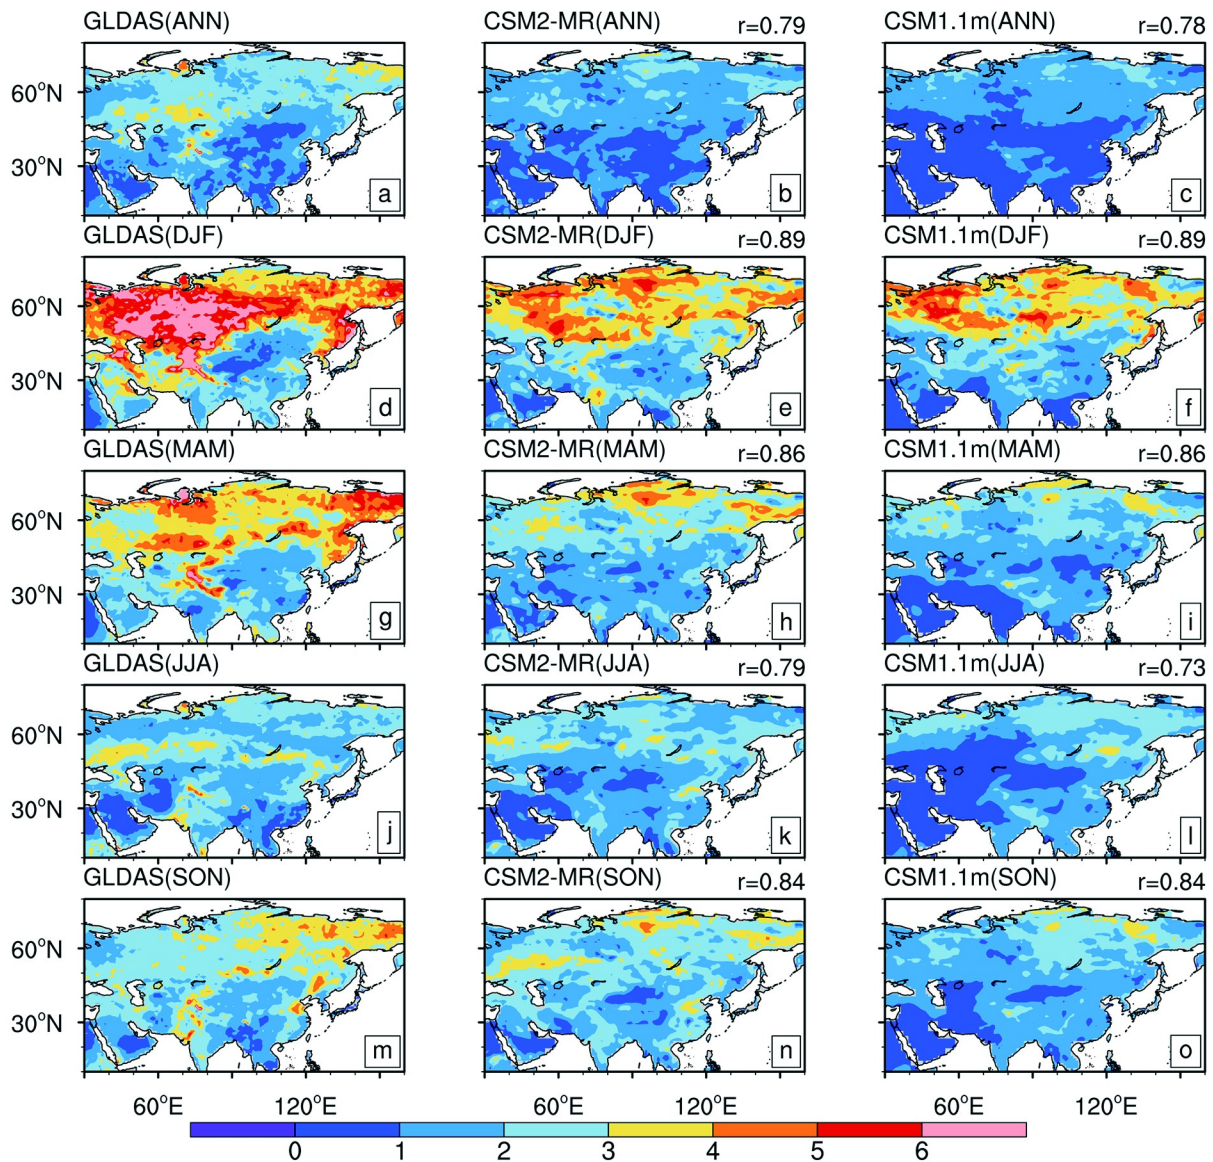 GLDAS(ANN) CSM2-MR(ANN) r=0.79 CSM1.1m(ANN) r=0.78
60°N
30°N
a b c
GLDAS(DJF) CSM2-MR(DJF) r=0.89 CSM1.1m(DJF) r=0.89
60°N
30°N
d e f
GLDAS(MAM) CSM2-MR(MAM) r=0.86 CSM1.1m(MAM) r=0.86
60°N
30°N
g h i
GLDAS(JJA) CSM2-MR(JJA) r=0.79 CSM1.1m(JJA) r=0.73
60°N
30°N
j k l
GLDAS(SON) CSM2-MR(SON) r=0.84 CSM1.1m(SON) r=0.84
60°N
30°N
m n o
60°E 120°E 60°E 120°E 60°E 120°E
0 1 2 3 4 5 6